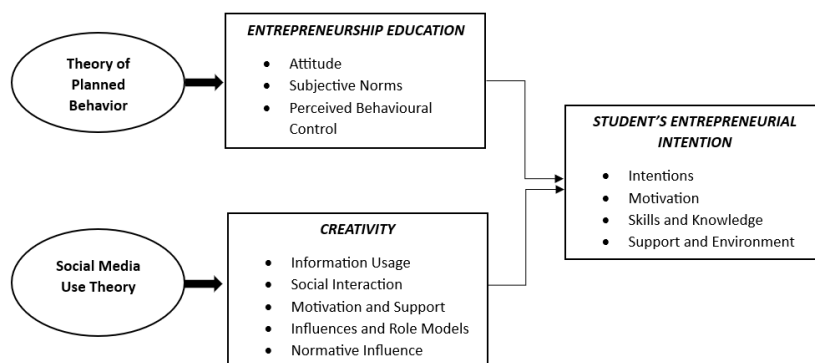 Theory of
Planned
Behavior
ENTREPRENEURSHIP EDUCATION
• Attitude
• Subjective Norms
• Perceived Behavioural
Control
Social Media
Use Theory
CREATIVITY
• Information Usage
• Social Interaction
• Motivation and Support
• Influences and Role Models
• Normative Influence
STUDENT’S ENTREPRENEURIAL
INTENTION
• Intentions
• Motivation
• Skills and Knowledge
• Support and Environment